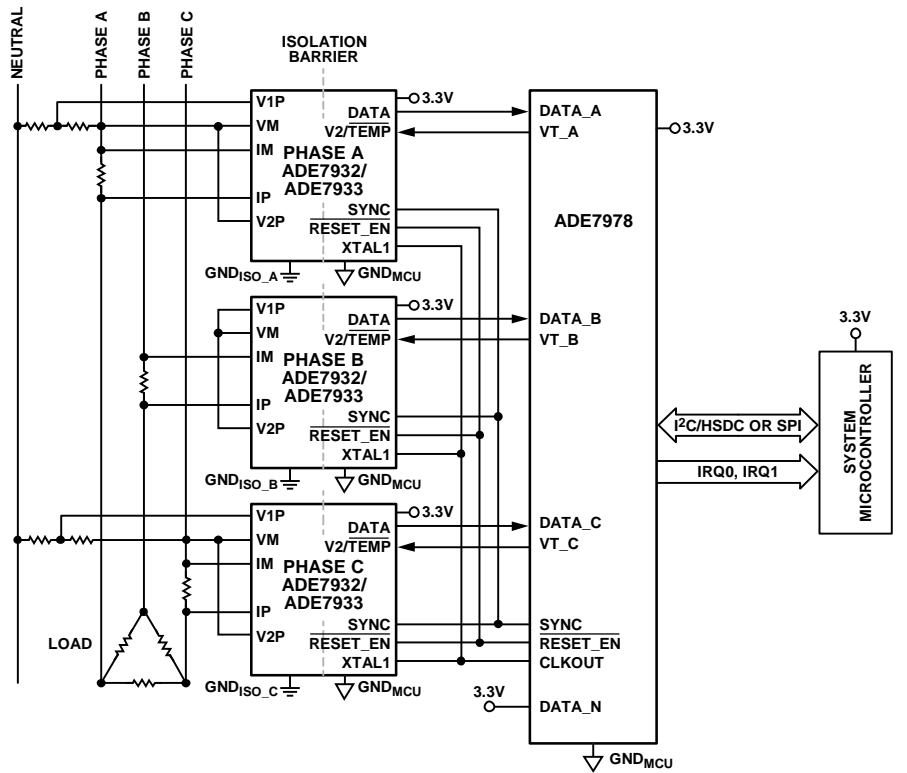 NEUTRAL
PHASE A
PHASE B
PHASE C
ISOLATION
BARRIER
V1P
VM
IM
IP
V2P
PHASE A
ADE7932/
ADE7933
DATA
V2/TEMP
SYNC
RESET_EN
XTAL1
3.3V
GNDISO_A
GNDMCU
V1P
VM
IM
IP
V2P
PHASE B
ADE7932/
ADE7933
DATA
V2/TEMP
SYNC
RESET_EN
XTAL1
3.3V
GNDISO_B
GNDMCU
V1P
VM
IM
IP
V2P
PHASE C
ADE7932/
ADE7933
DATA
V2/TEMP
SYNC
RESET_EN
XTAL1
3.3V
GNDISO_C
GNDMCU
LOAD
DATA_A
VT_A
3.3V
ADE7978
DATA_B
VT_B
DATA_C
VT_C
SYNC
RESET_EN
CLKOUT
3.3V
DATA_N
GNDMCU
I2C/HSDC OR SPI
IRQ0, IRQ1
3.3V
SYSTEM
MICROCONTROLLER